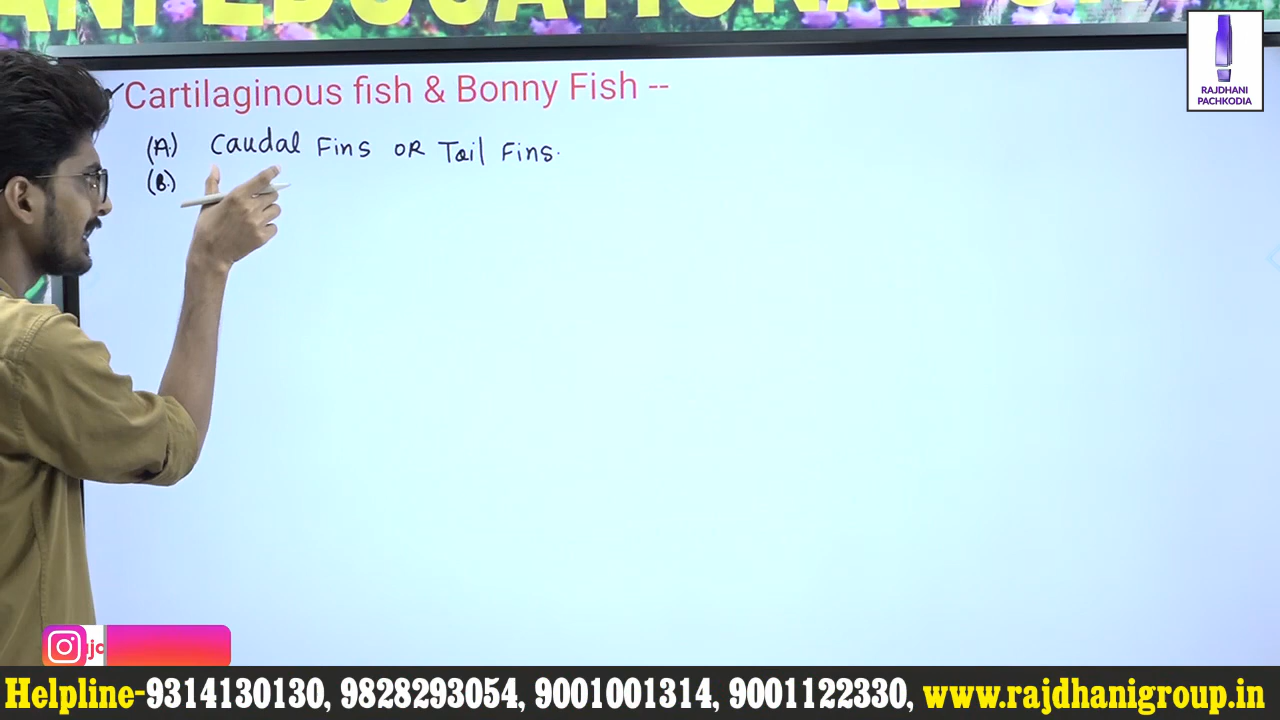 RAJDHANI
PACHKODIA
Cartilaginous fish & Bonny Fish --
(A.) Caudal Fins OR Tail Fins.
(B.)
Helpline-9314130130, 9828293054, 9001001314, 9001122330, www.rajdhanigroup.in